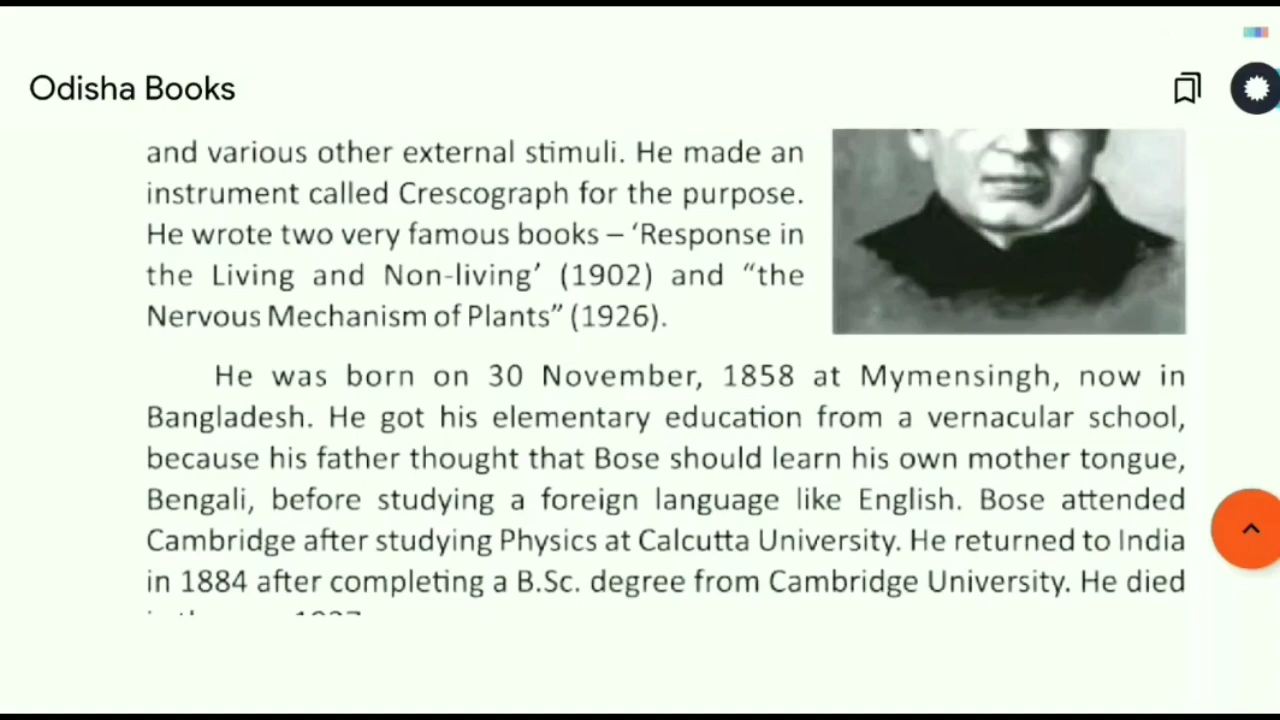 Odisha Books
and various other external stimuli. He made an
instrument called Crescograph for the purpose.
He wrote two very famous books – ‘Response in
the Living and Non-living’ (1902) and “the
Nervous Mechanism of Plants” (1926).
He was born on 30 November, 1858 at Mymensingh, now in
Bangladesh. He got his elementary education from a vernacular school,
because his father thought that Bose should learn his own mother tongue,
Bengali, before studying a foreign language like English. Bose attended
Cambridge after studying Physics at Calcutta University. He returned to India
in 1884 after completing a B.Sc. degree from Cambridge University. He died